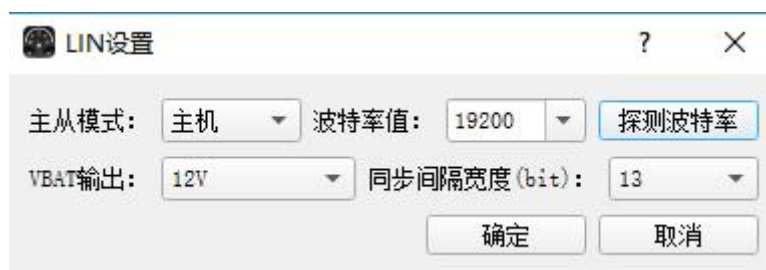 LIN设置 ? ×
主从模式： 主机 波特率值： 19200 探测波特率
VBAT输出： 12V 同步间隔宽度(bit)： 13
确定 取消